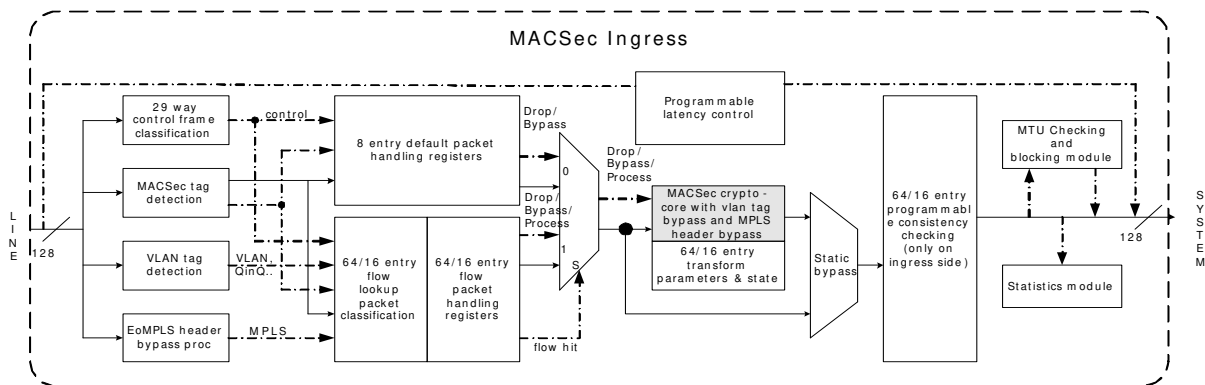 MACSec Ingress
29 way
control frame
classification
control
MACSec tag
detection
VLAN tag
detection
VLAN,
QinQ..
EoMPLS header
bypass proc
MPLS
L
I
N
E
128
8 entry default packet
handling registers
64/16 entry
flow
lookup
packet
classification
64/16 entry
flow
packet
handling
registers
Drop/
Bypass
Drop/
Bypass/
Process
0
1
S
flow hit
Drop/
Bypass/
Process
Programmable
latency control
MACSec crypto -
core with vlan tag
bypass and MPLS
header bypass
64/16 entry
transform
parameters & state
Static
bypass
64/16 entry
programmabl
e consistency
checking
(only on
ingress side)
MTU Checking
and
blocking module
Statistics module
128
S
Y
S
T
E
M